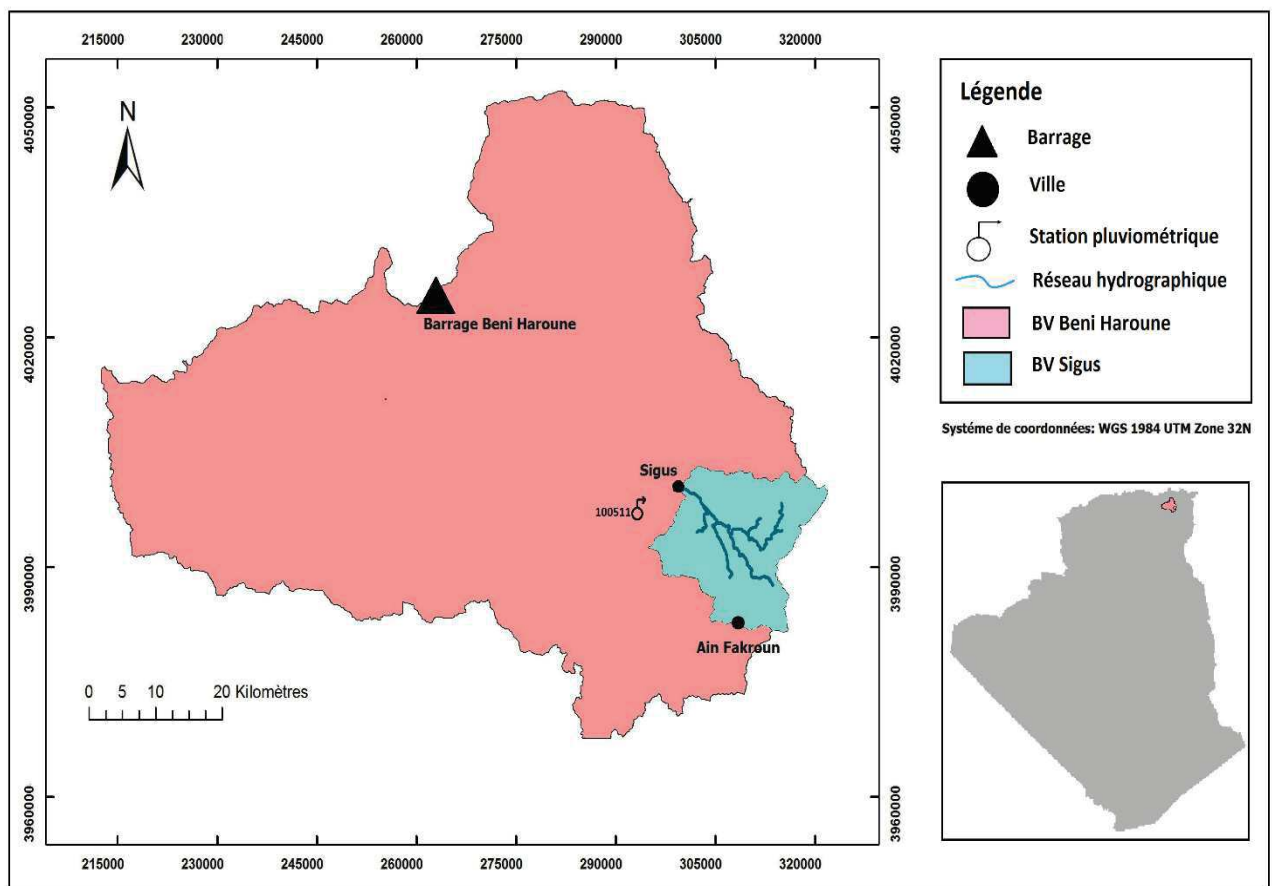 215000 230000 245000 260000 275000 290000 305000 320000
4050000
4050000
4020000
4020000
3990000
3990000
3960000
3960000
N
Barrage Beni Haroune
Sigus
100511
Ain Fakroun
0 5 10 20 Kilomètres
215000 230000 245000 260000 275000 290000 305000 320000
Légende
Barrage
Ville
Station pluviométrique
Réseau hydrographique
BV Beni Haroune
BV Sigus
Systéme de coordonnées: WGS 1984 UTM Zone 32N